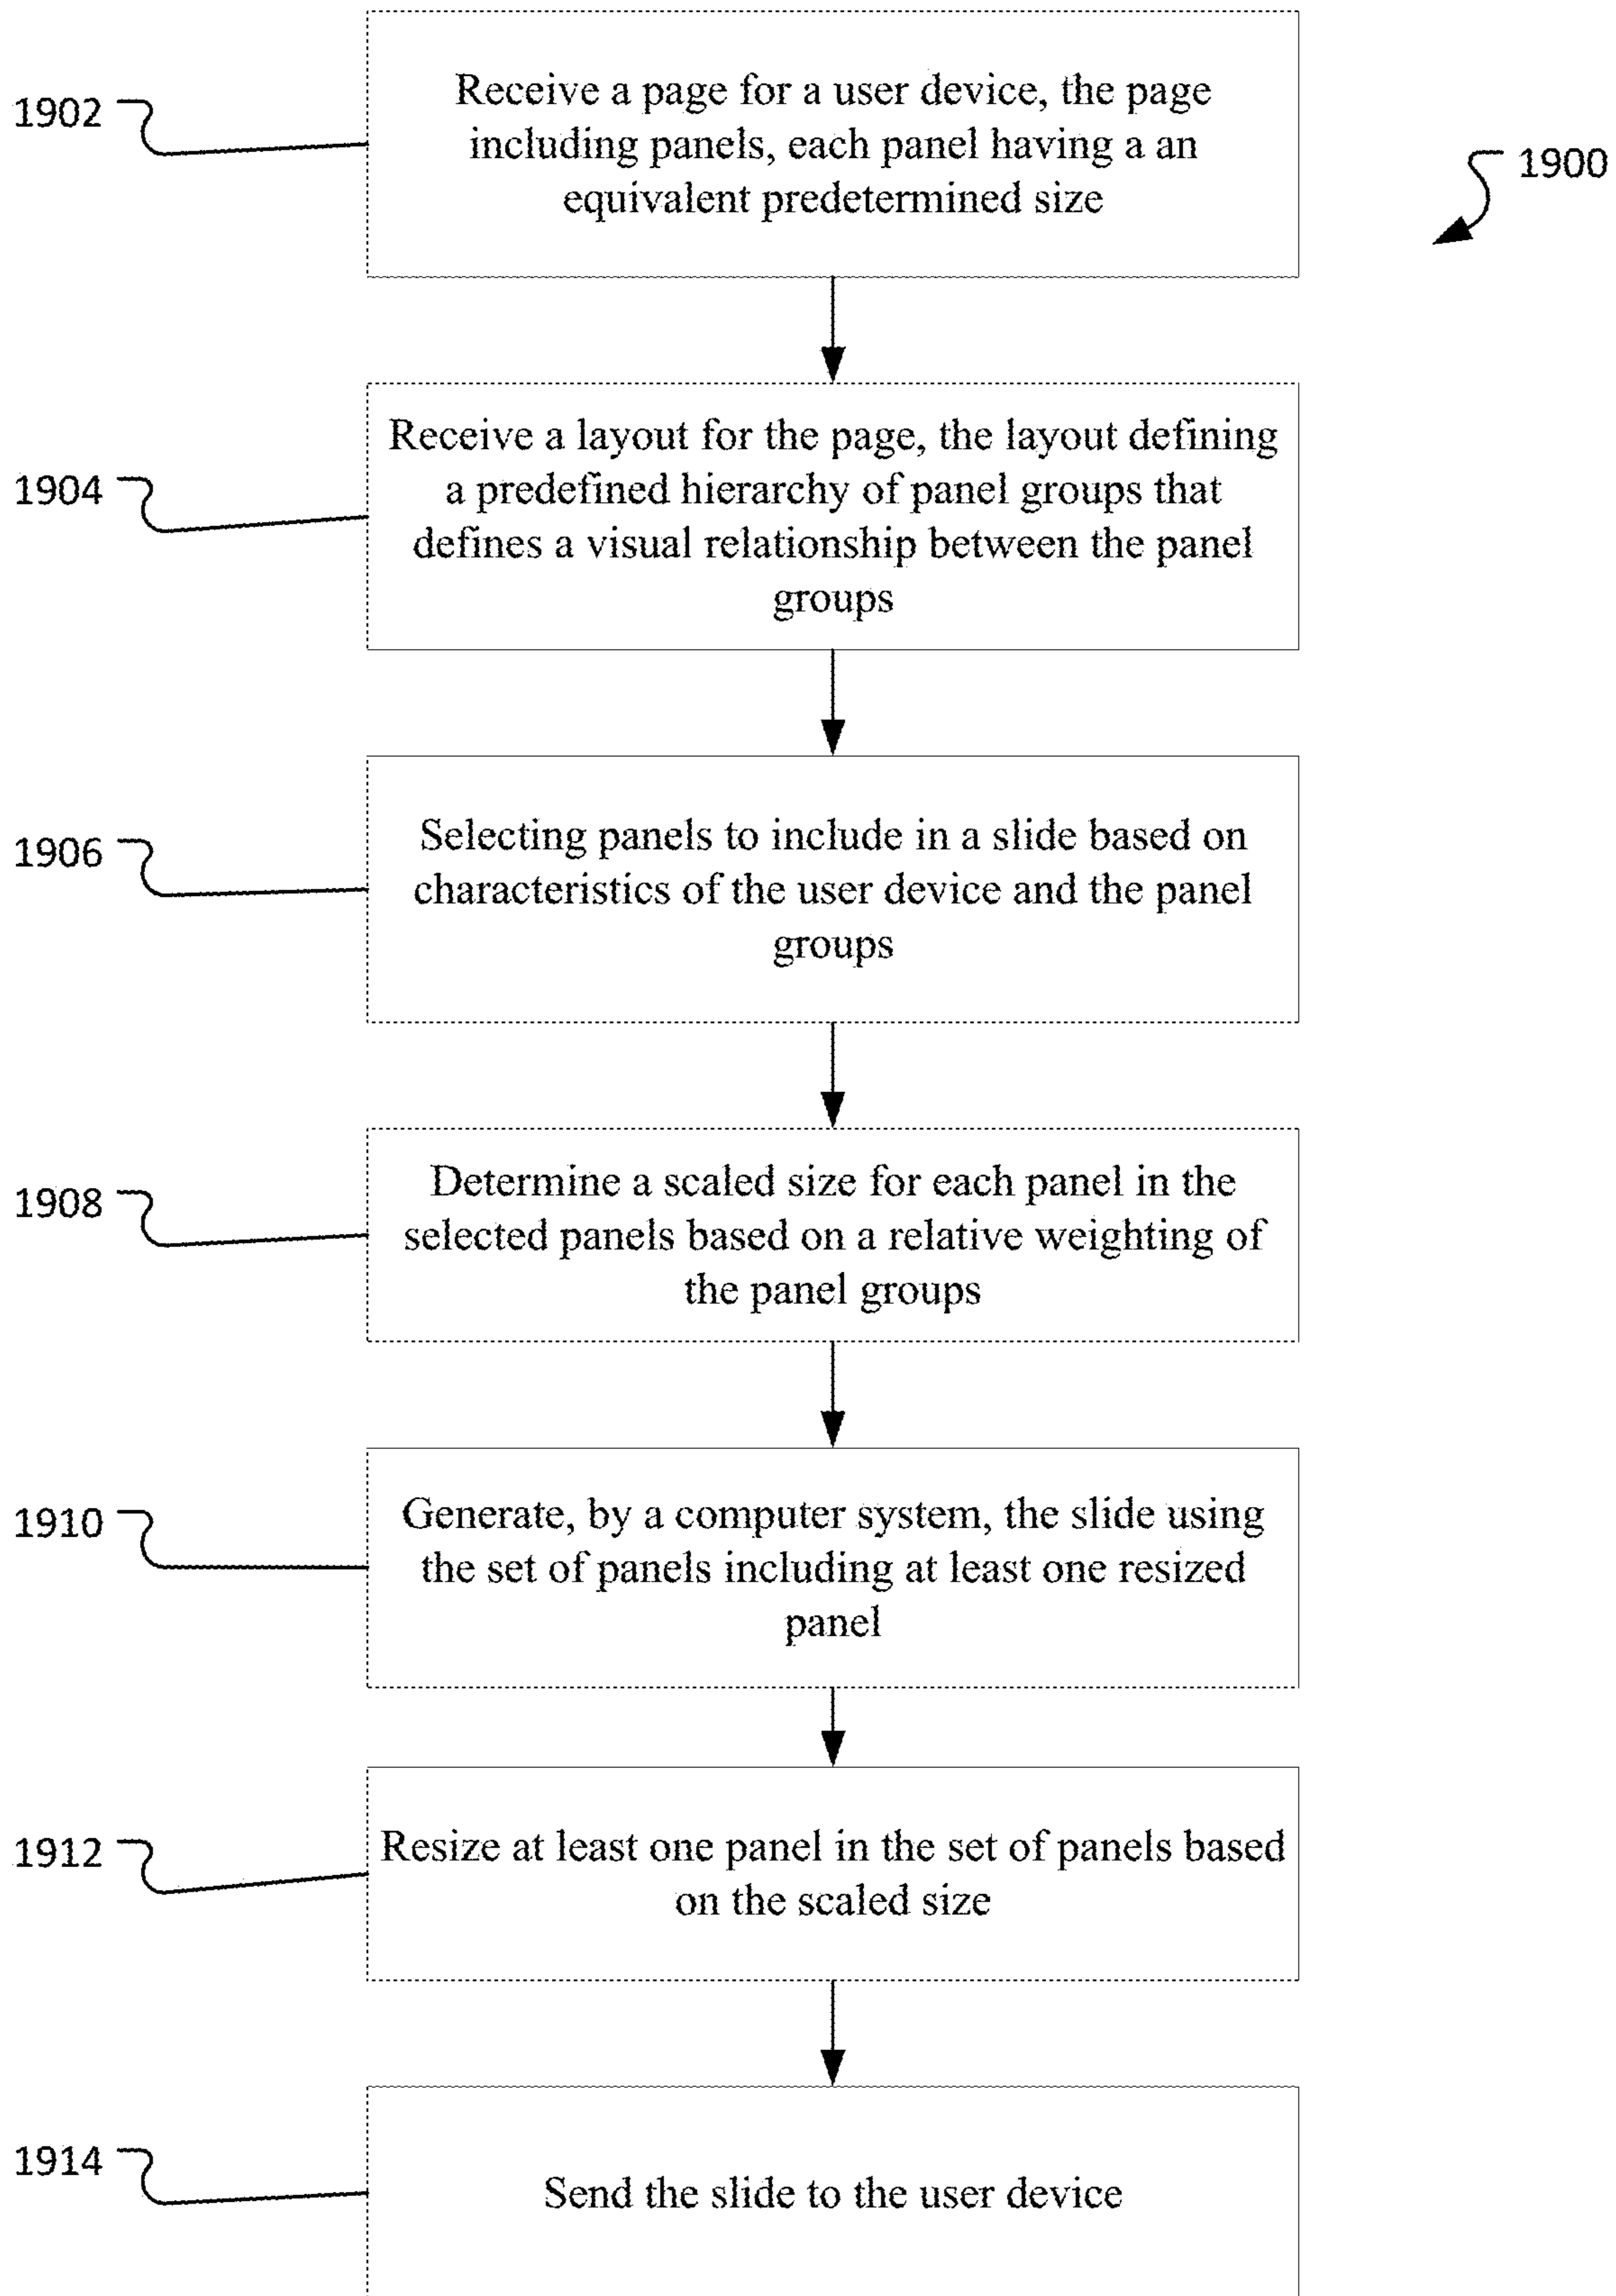 1902
Receive a page for a user device, the page
including panels, each panel having a an
equivalent predetermined size
1900
1904
Receive a layout for the page, the layout defining
a predefined hierarchy of panel groups that
defines a visual relationship between the panel
groups
1906
Selecting panels to include in a slide based on
characteristics of the user device and the panel
groups
1908
Determine a scaled size for each panel in the
selected panels based on a relative weighting of
the panel groups
1910
Generate, by a computer system, the slide using
the set of panels including at least one resized
panel
1912
Resize at least one panel in the set of panels based
on the scaled size
1914
Send the slide to the user device